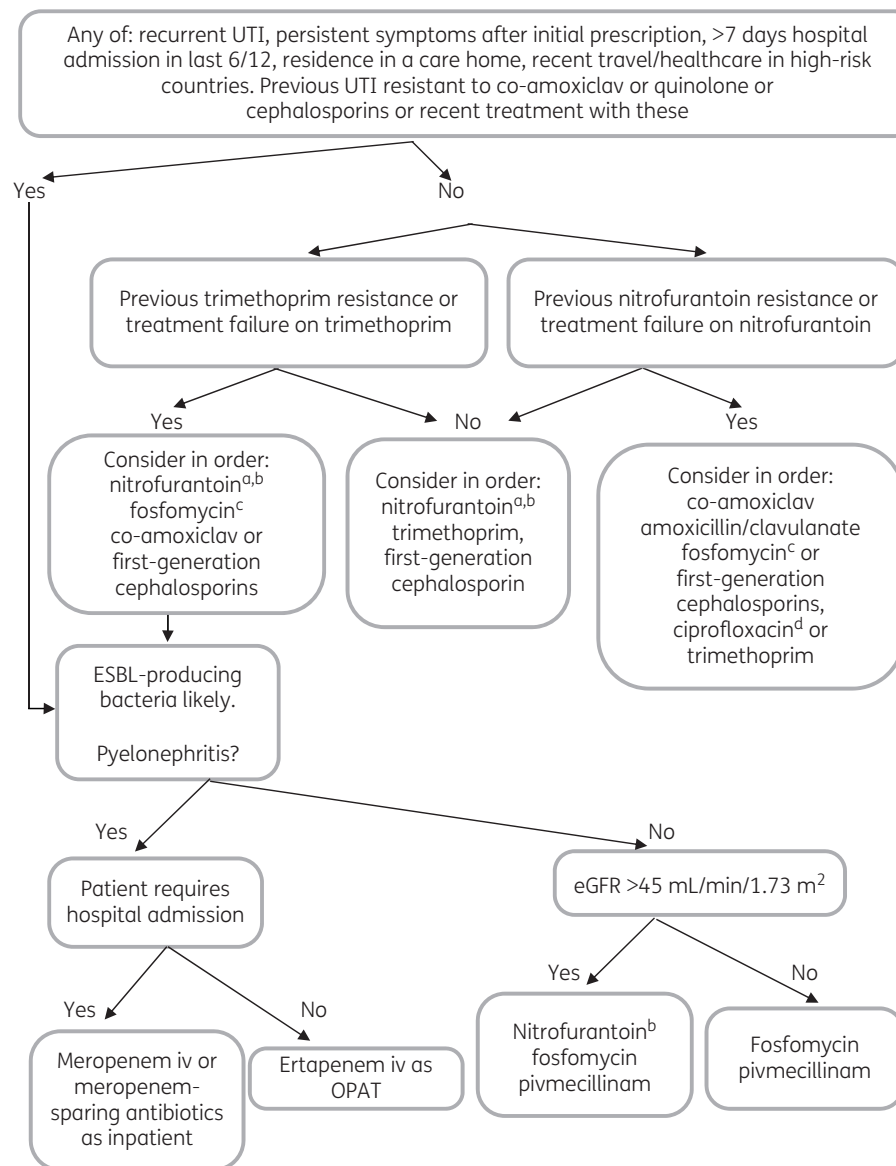 Any of: recurrent UTI, persistent symptoms after initial prescription, >7 days hospital
admission in last 6/12, residence in a care home, recent travel/healthcare in high-risk
countries. Previous UTI resistant to co-amoxiclav or quinolone or
cephalosporins or recent treatment with these
Yes
No
Previous trimethoprim resistance or
treatment failure on trimethoprim
Previous nitrofurantoin resistance or
treatment failure on nitrofurantoin
Yes
No
Yes
Consider in order:
nitrofurantoinᵃ,ᵇ
fosfomycinᶜ
co-amoxiclav or
first-generation
cephalosporins
Consider in order:
nitrofurantoinᵃ,ᵇ
trimethoprim,
first-generation
cephalosporin
Consider in order:
co-amoxiclav
amoxicillin/clavulanate
fosfomycinᶜ or
first-generation
cephalosporins,
ciprofloxacinᵈ or
trimethoprim
ESBL-producing
bacteria likely.
Pyelonephritis?
Yes
No
Patient requires
hospital admission
eGFR >45 mL/min/1.73 m²
Yes
No
Yes
No
Meropenem iv or
meropenem-
sparing antibiotics
as inpatient
Ertapenem iv as
OPAT
Nitrofurantoinᵇ
fosfomycin
pivmecillinam
Fosfomycin
pivmecillinam